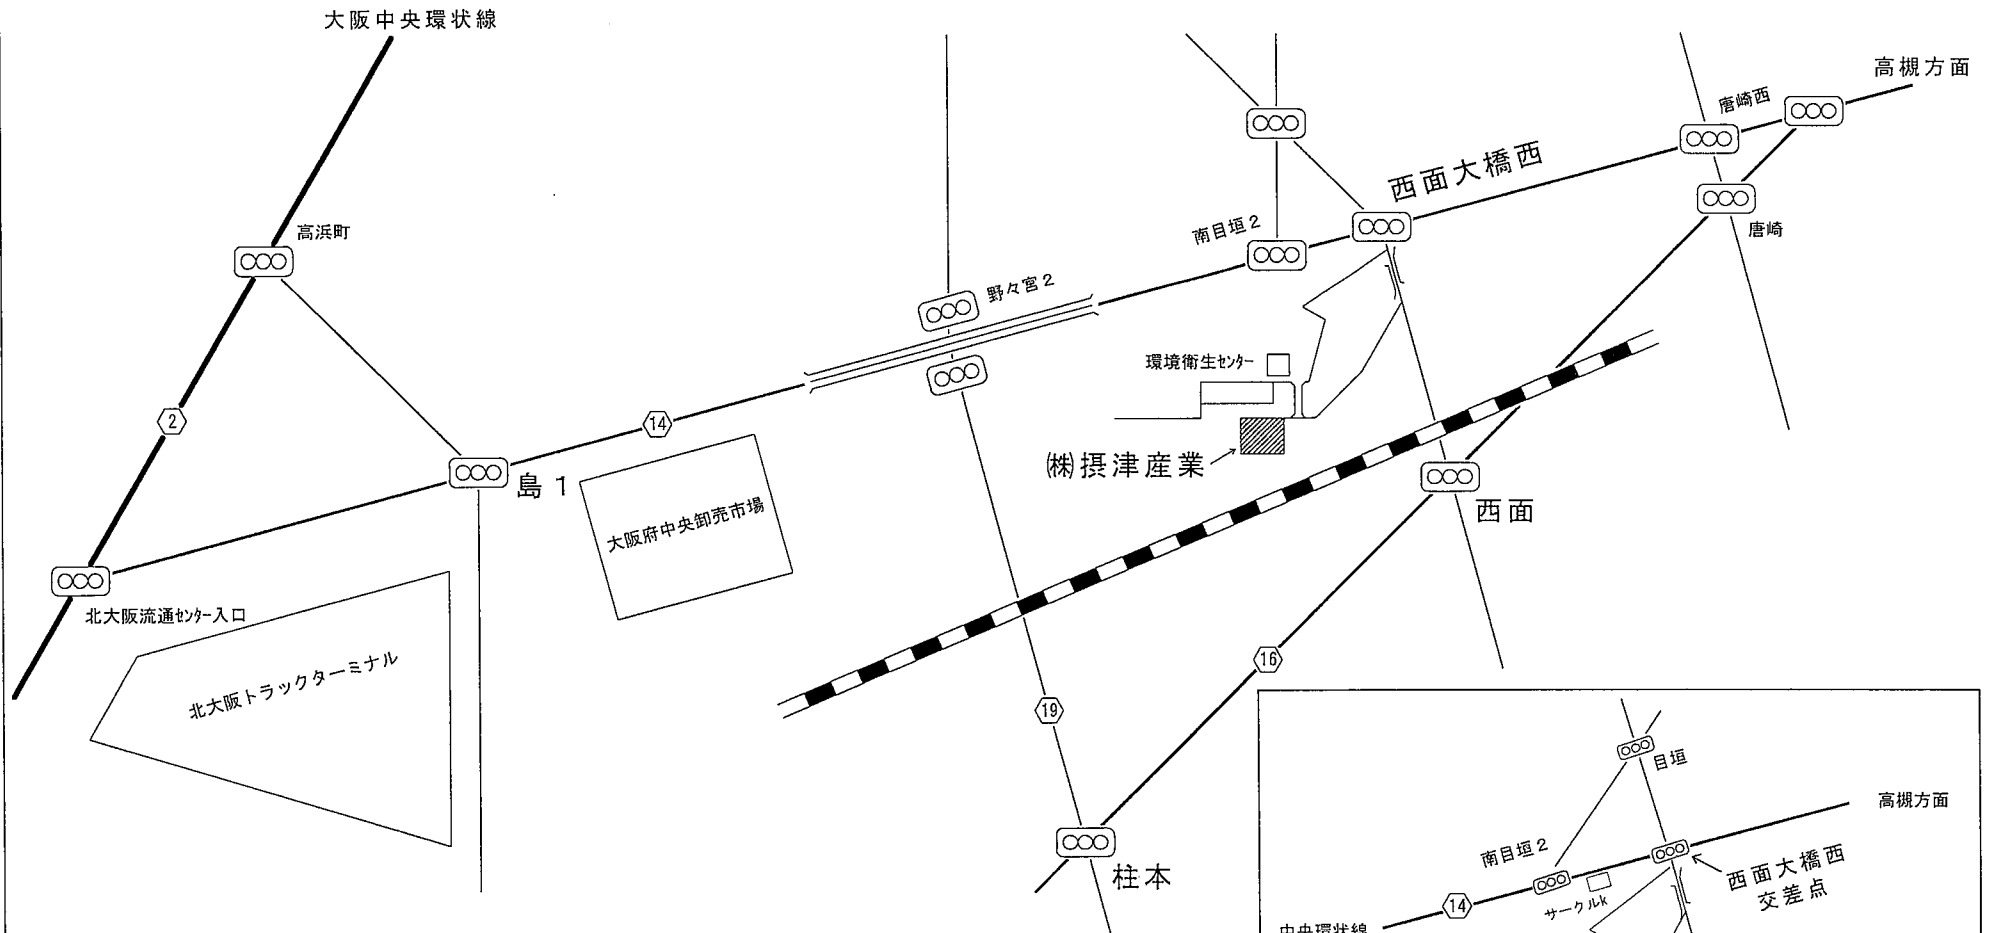 大阪中央環状線
高槻方面
唐崎西
西面大橋西
唐崎
南目垣2
高浜町
野々宮2
環境衛生センター
2
14
㈱摂津産業
島1
西面
大阪府中央卸売市場
北大阪流通センター入口
北大阪トラックターミナル
16
19
柱本
目垣
高槻方面
南目垣2
西面大橋西
交差点
サークルk
14
中央環状線